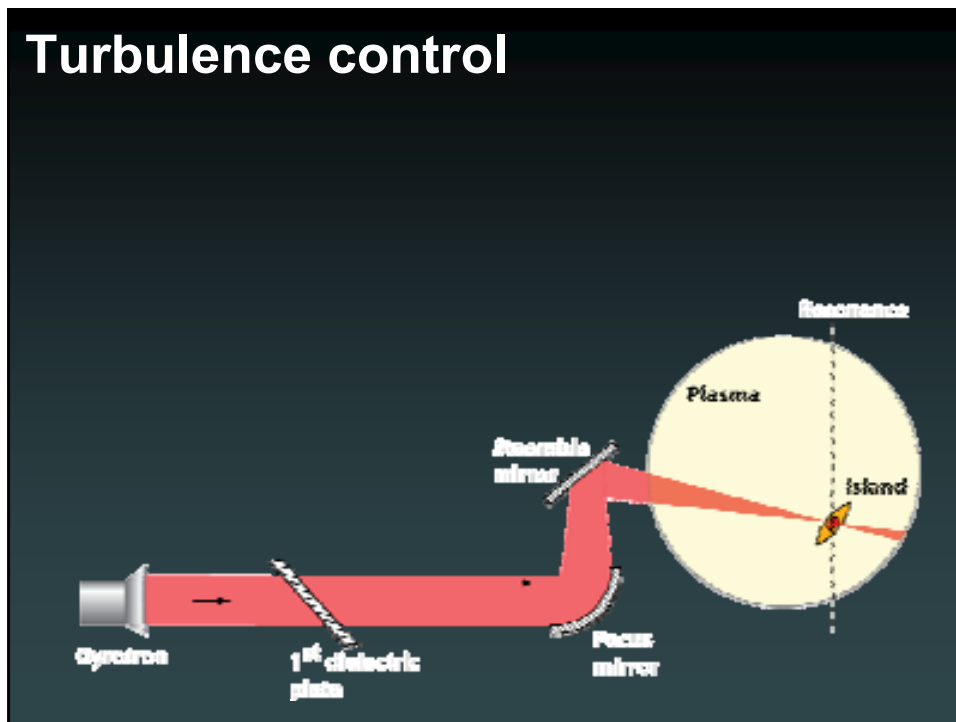 Turbulence control
Resonance
Plasma
Steerable
mirror
island
Gyrotron
1st dielectric
plate
Focus
mirror